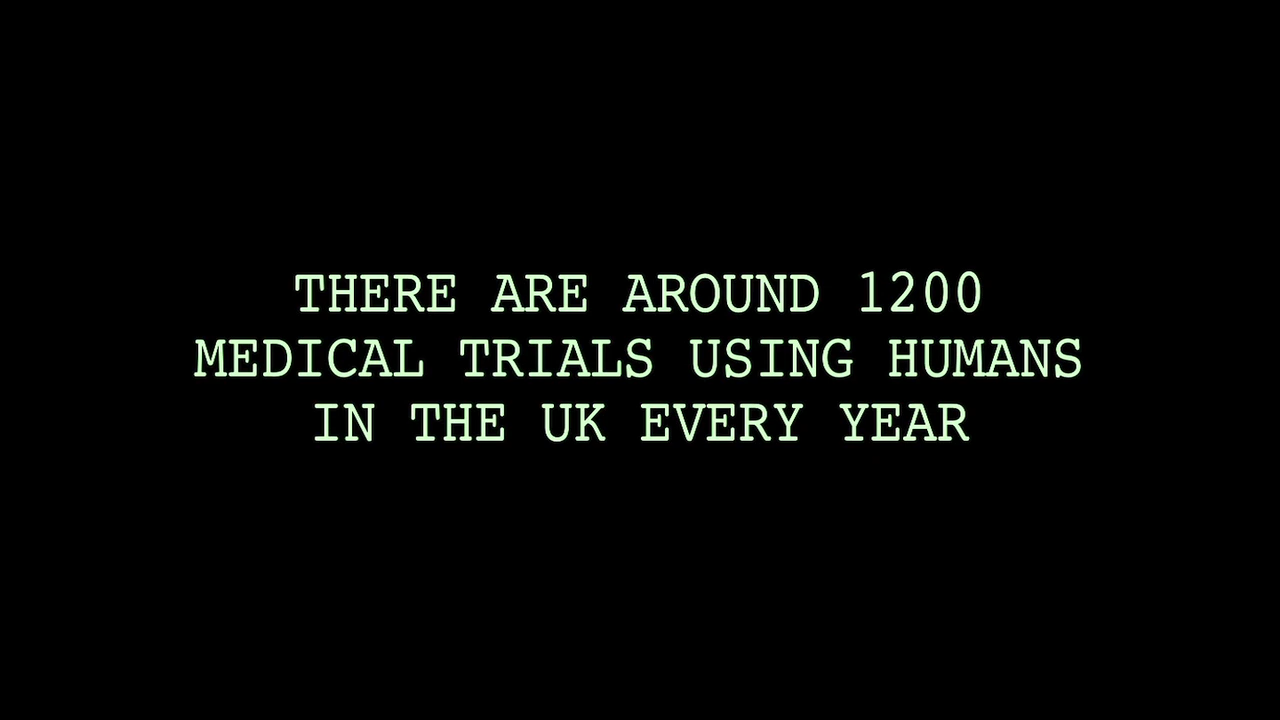 THERE ARE AROUND 1200
MEDICAL TRIALS USING HUMANS
IN THE UK EVERY YEAR